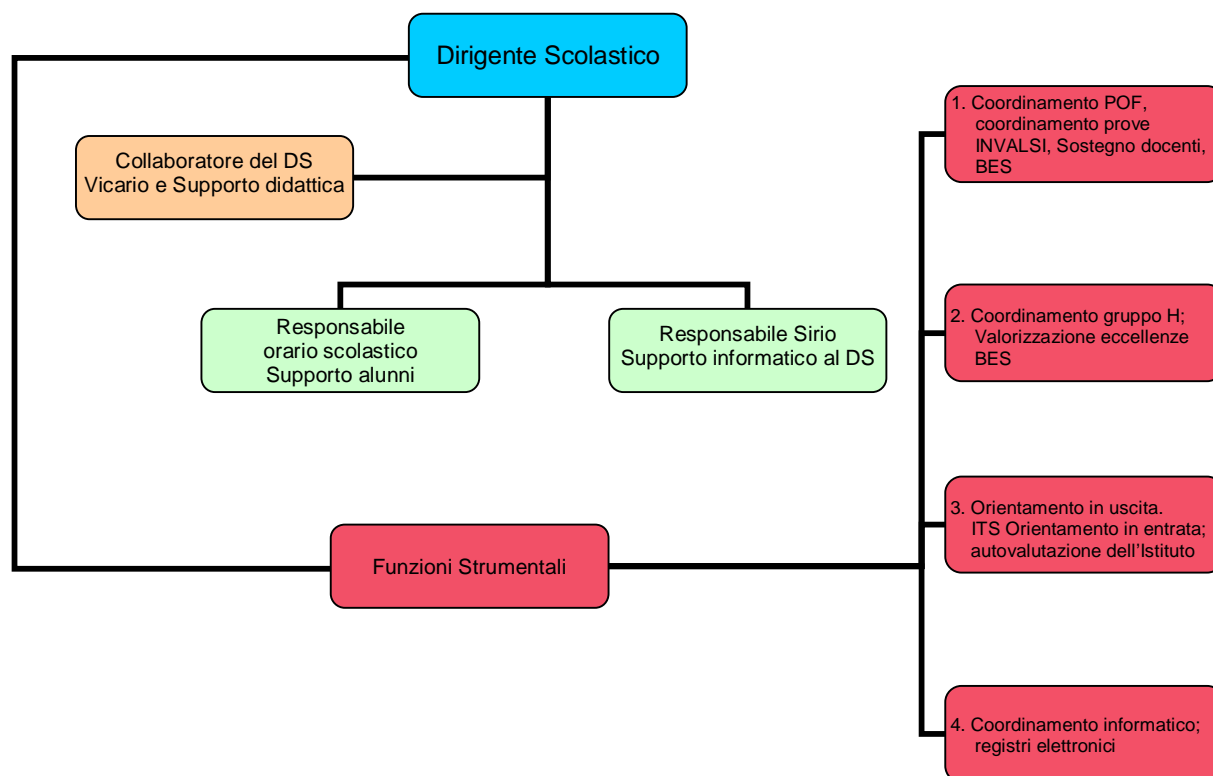 Dirigente Scolastico
Collaboratore del DS
Vicario e Supporto didattica
Responsabile
orario scolastico
Supporto alunni
Responsabile Sirio
Supporto informatico al DS
Funzioni Strumentali
1. Coordinamento POF,
coordinamento prove
INVALSI, Sostegno docenti,
BES
2. Coordinamento gruppo H;
Valorizzazione eccellenze
BES
3. Orientamento in uscita.
ITS Orientamento in entrata;
autovalutazione dell’Istituto
4. Coordinamento informatico;
registri elettronici